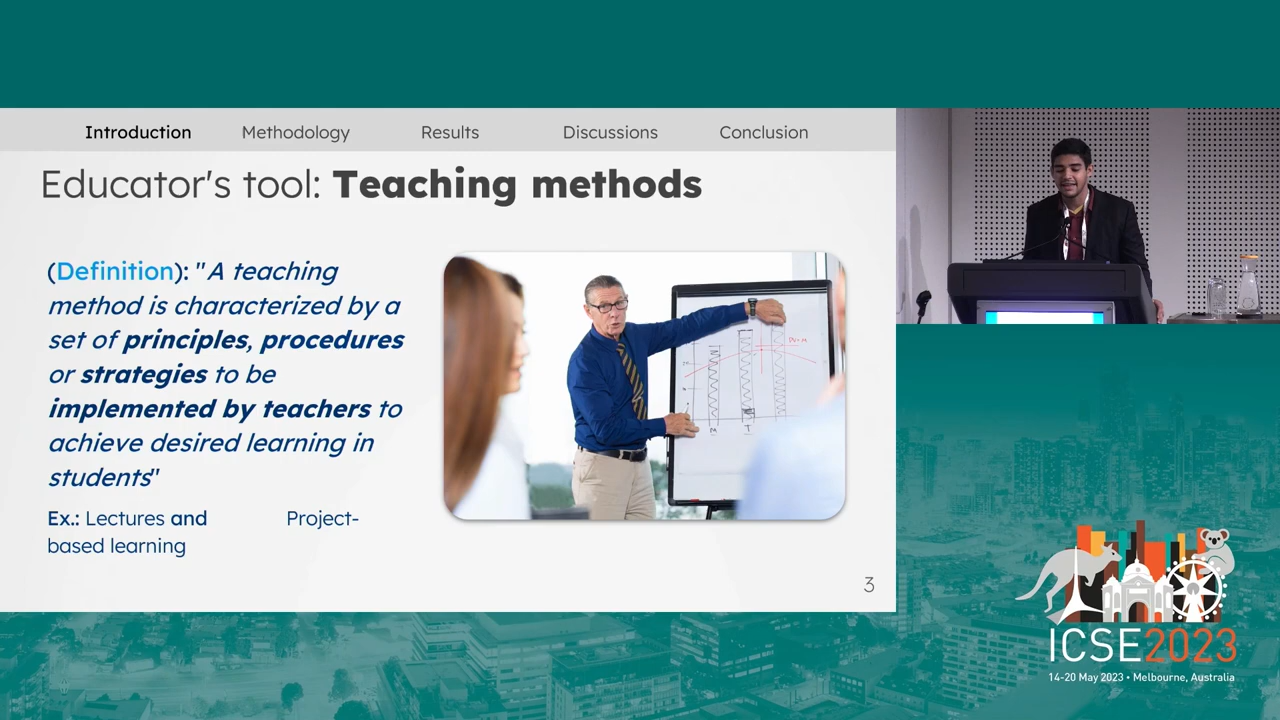 Introduction Methodology Results Discussions Conclusion
Educator's tool: Teaching methods
(Definition): "A teaching
method is characterized by a
set of principles, procedures
or strategies to be
implemented by teachers to
achieve desired learning in
students"
Ex.: Lectures and Project-
based learning
3
ICSE2023
14-20 May 2023 • Melbourne, Australia